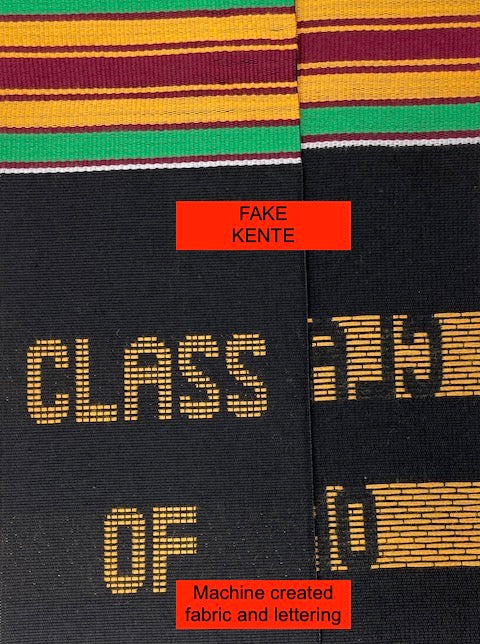 FAKE
KENTE
CLASS
OF
Machine created
fabric and lettering